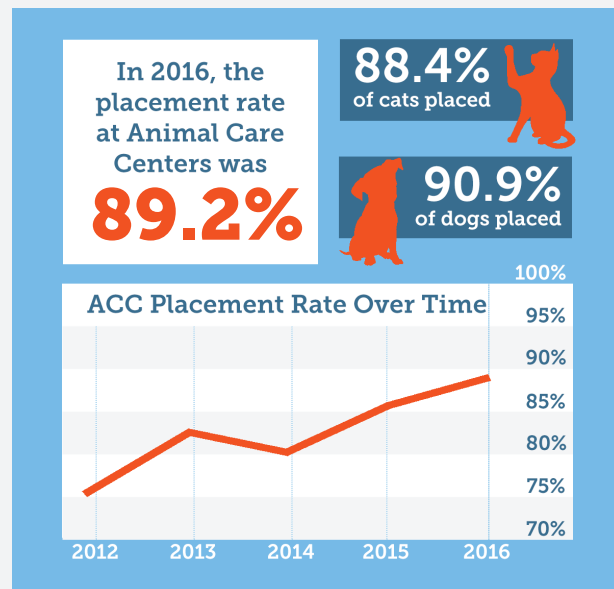 In 2016, the
placement rate
at Animal Care
Centers was
89.2%
88.4%
of cats placed
90.9%
of dogs placed
ACC Placement Rate Over Time
100%
95%
90%
85%
80%
75%
70%
2012 2013 2014 2015 2016